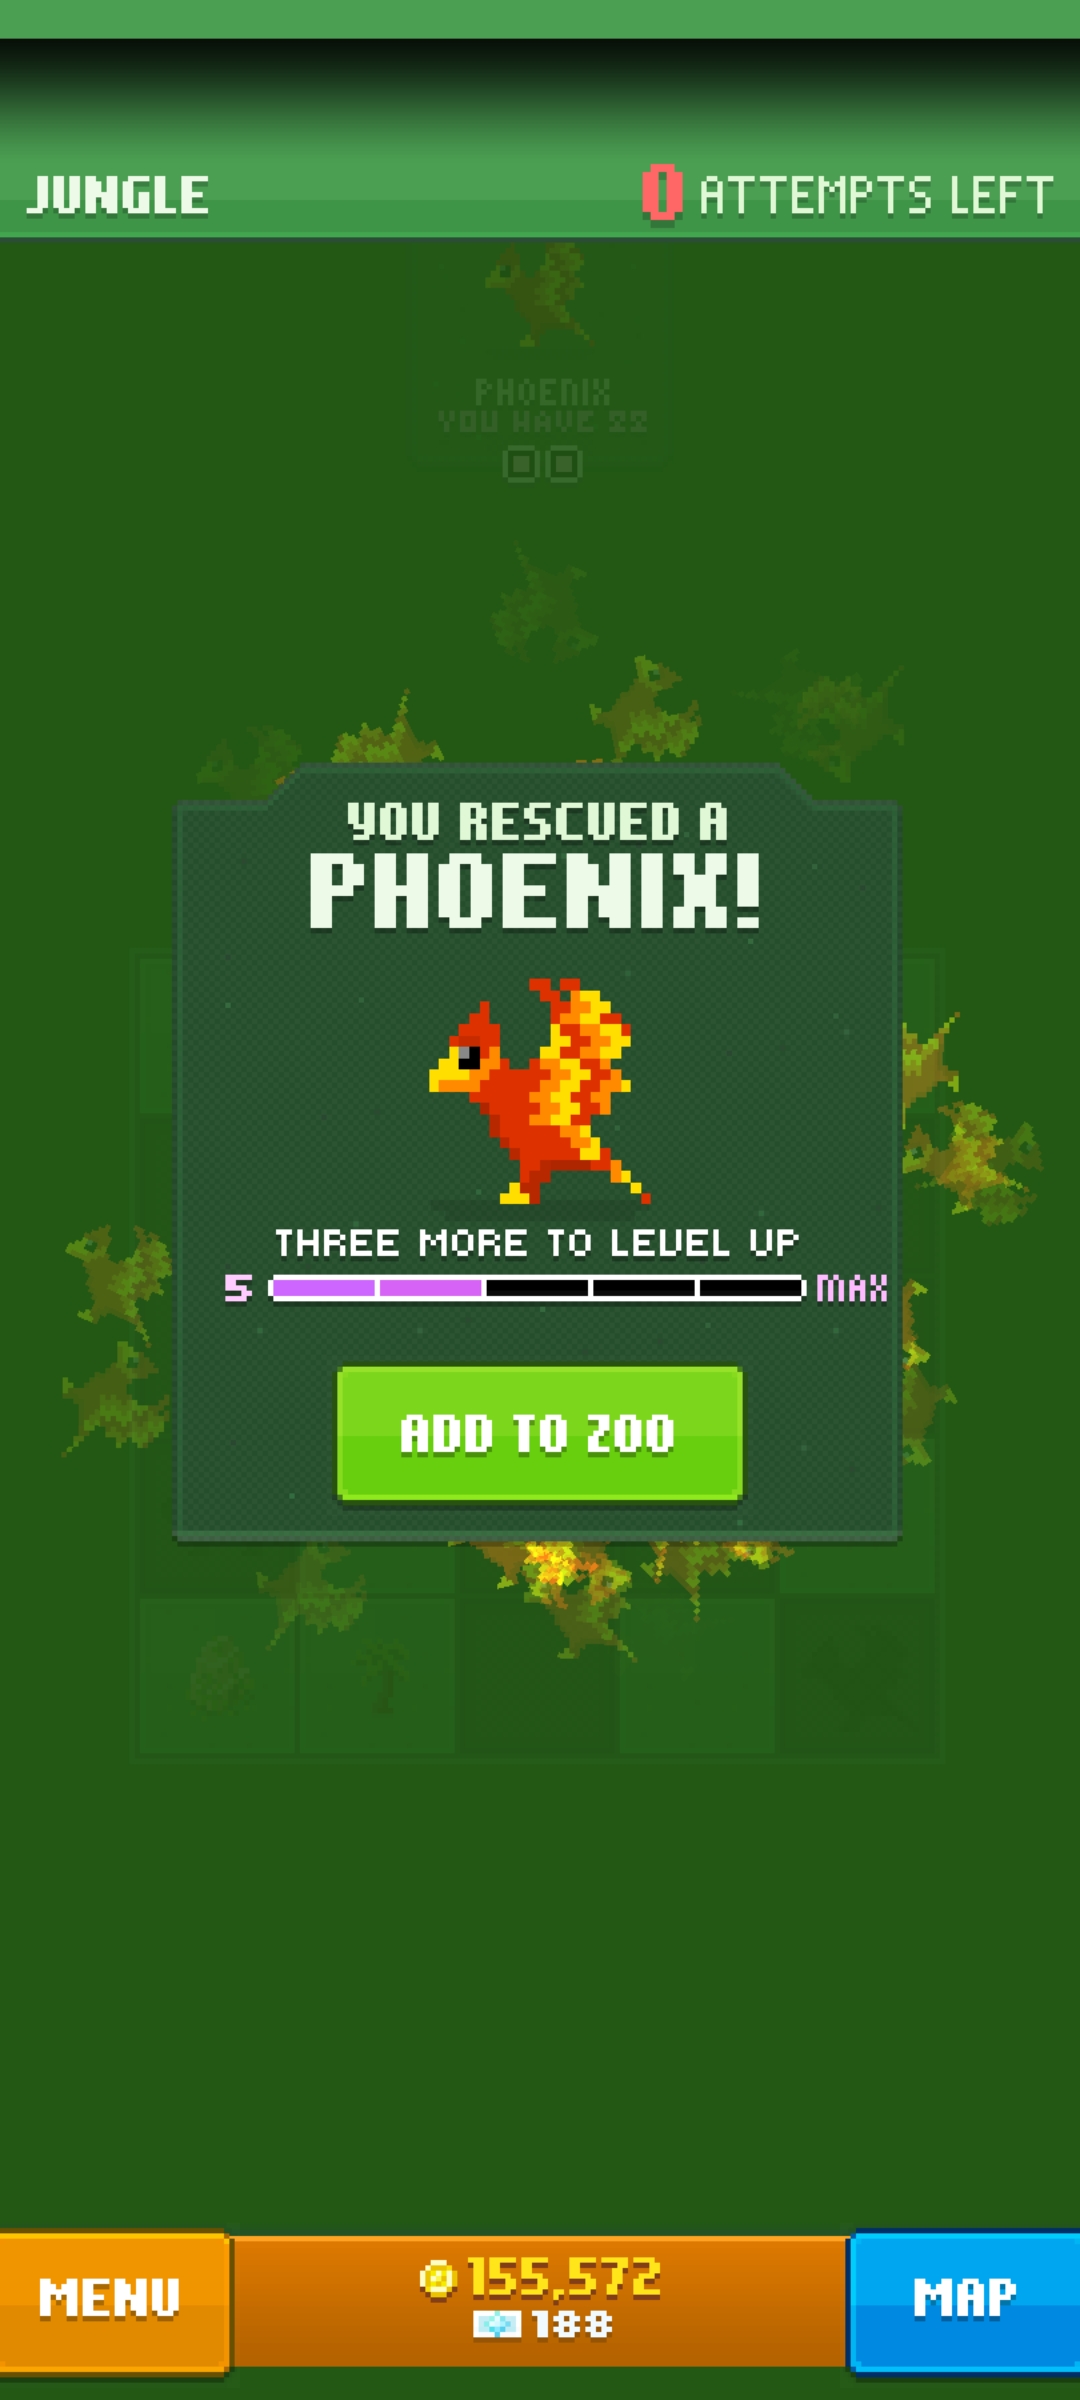 JUNGLE
0 ATTEMPTS LEFT
PHOENIX
YOU HAVE 22
YOU RESCUED A
PHOENIX!
THREE MORE TO LEVEL UP
5 MAX
ADD TO ZOO
MENU
155,572
188
MAP